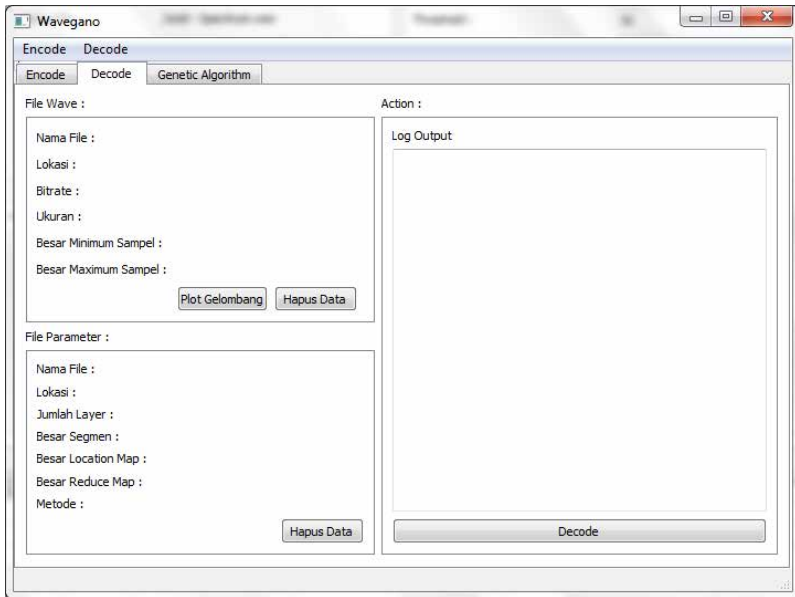 Wavegano
Encode Decode
Encode Decode Genetic Algorithm
File Wave :
Nama File :
Lokasi :
Bitrate :
Ukuran :
Besar Minimum Sampel :
Besar Maximum Sampel :
Plot Gelombang Hapus Data
File Parameter :
Nama File :
Lokasi :
Jumlah Layer :
Besar Segmen :
Besar Location Map :
Besar Reduce Map :
Metode :
Hapus Data
Action :
Log Output
Decode